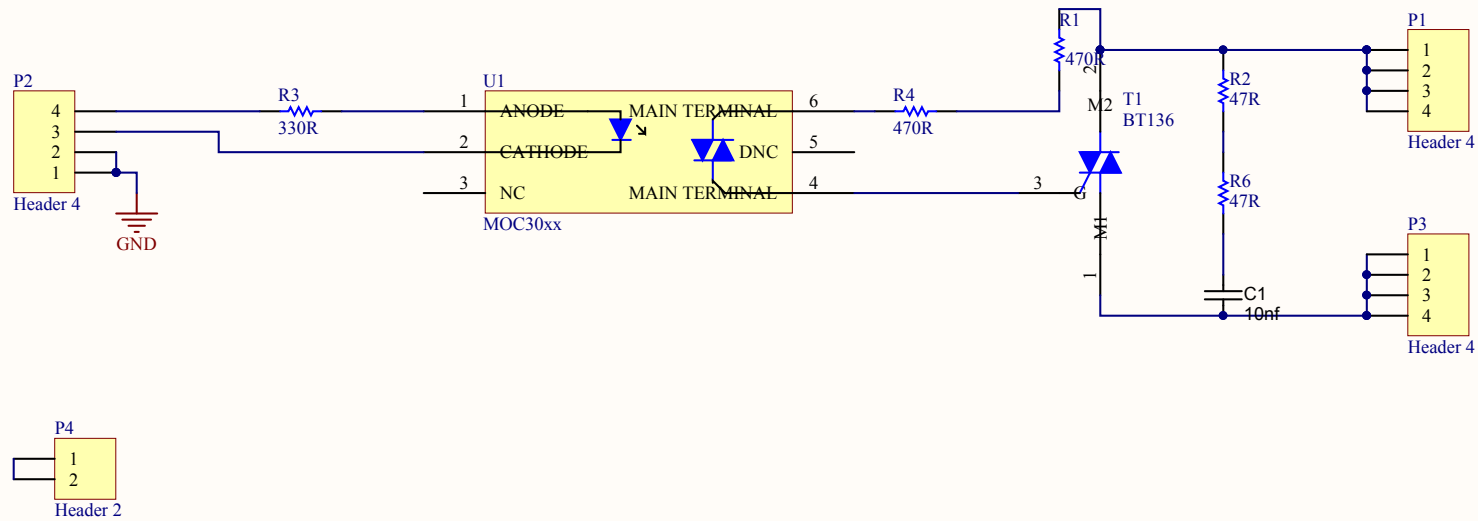 P2
4
3
2
1
Header 4
GND
R3
330R
U1
1
2
3
ANODE
CATHODE
NC
MAIN TERMINAL
DNC
MAIN TERMINAL
6
5
4
MOC30xx
R4
470R
R1
470R
2
M2
T1
BT136
3
G
M1
1
R2
47R
R6
47R
C1
10nf
P1
1
2
3
4
Header 4
P3
1
2
3
4
Header 4
P4
1
2
Header 2